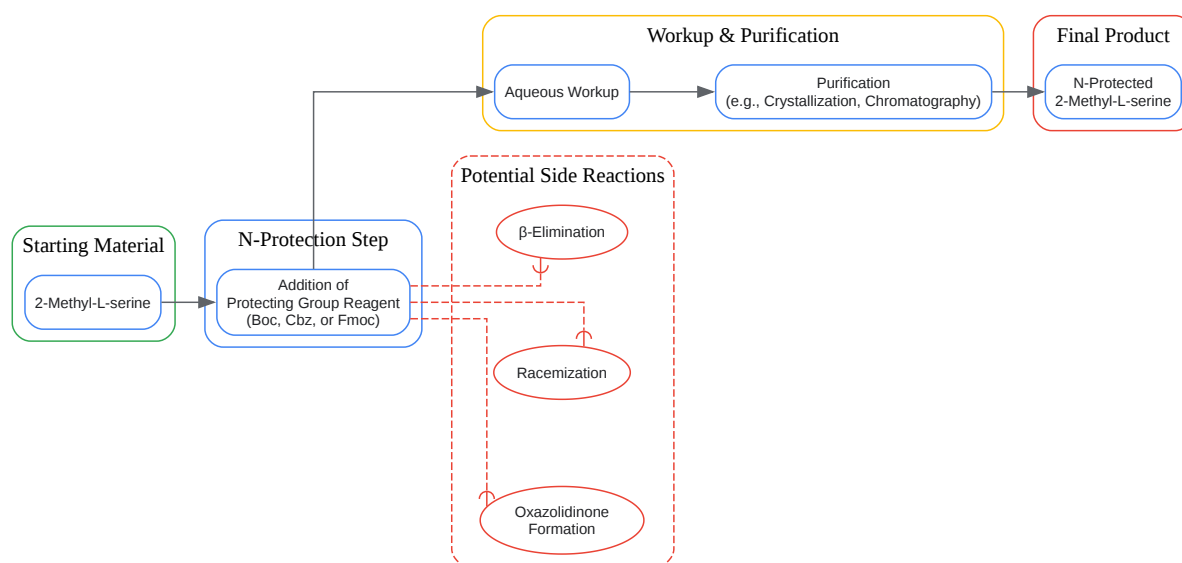 Workup & Purification
Final Product
Aqueous Workup
Purification
(e.g., Crystallization, Chromatography)
N-Protected
2-Methyl-L-serine
Potential Side Reactions
β-Elimination
Starting Material
N-Protection Step
2-Methyl-L-serine
Addition of
Protecting Group Reagent
(Boc, Cbz, or Fmoc)
Racemization
Oxazolidinone
Formation